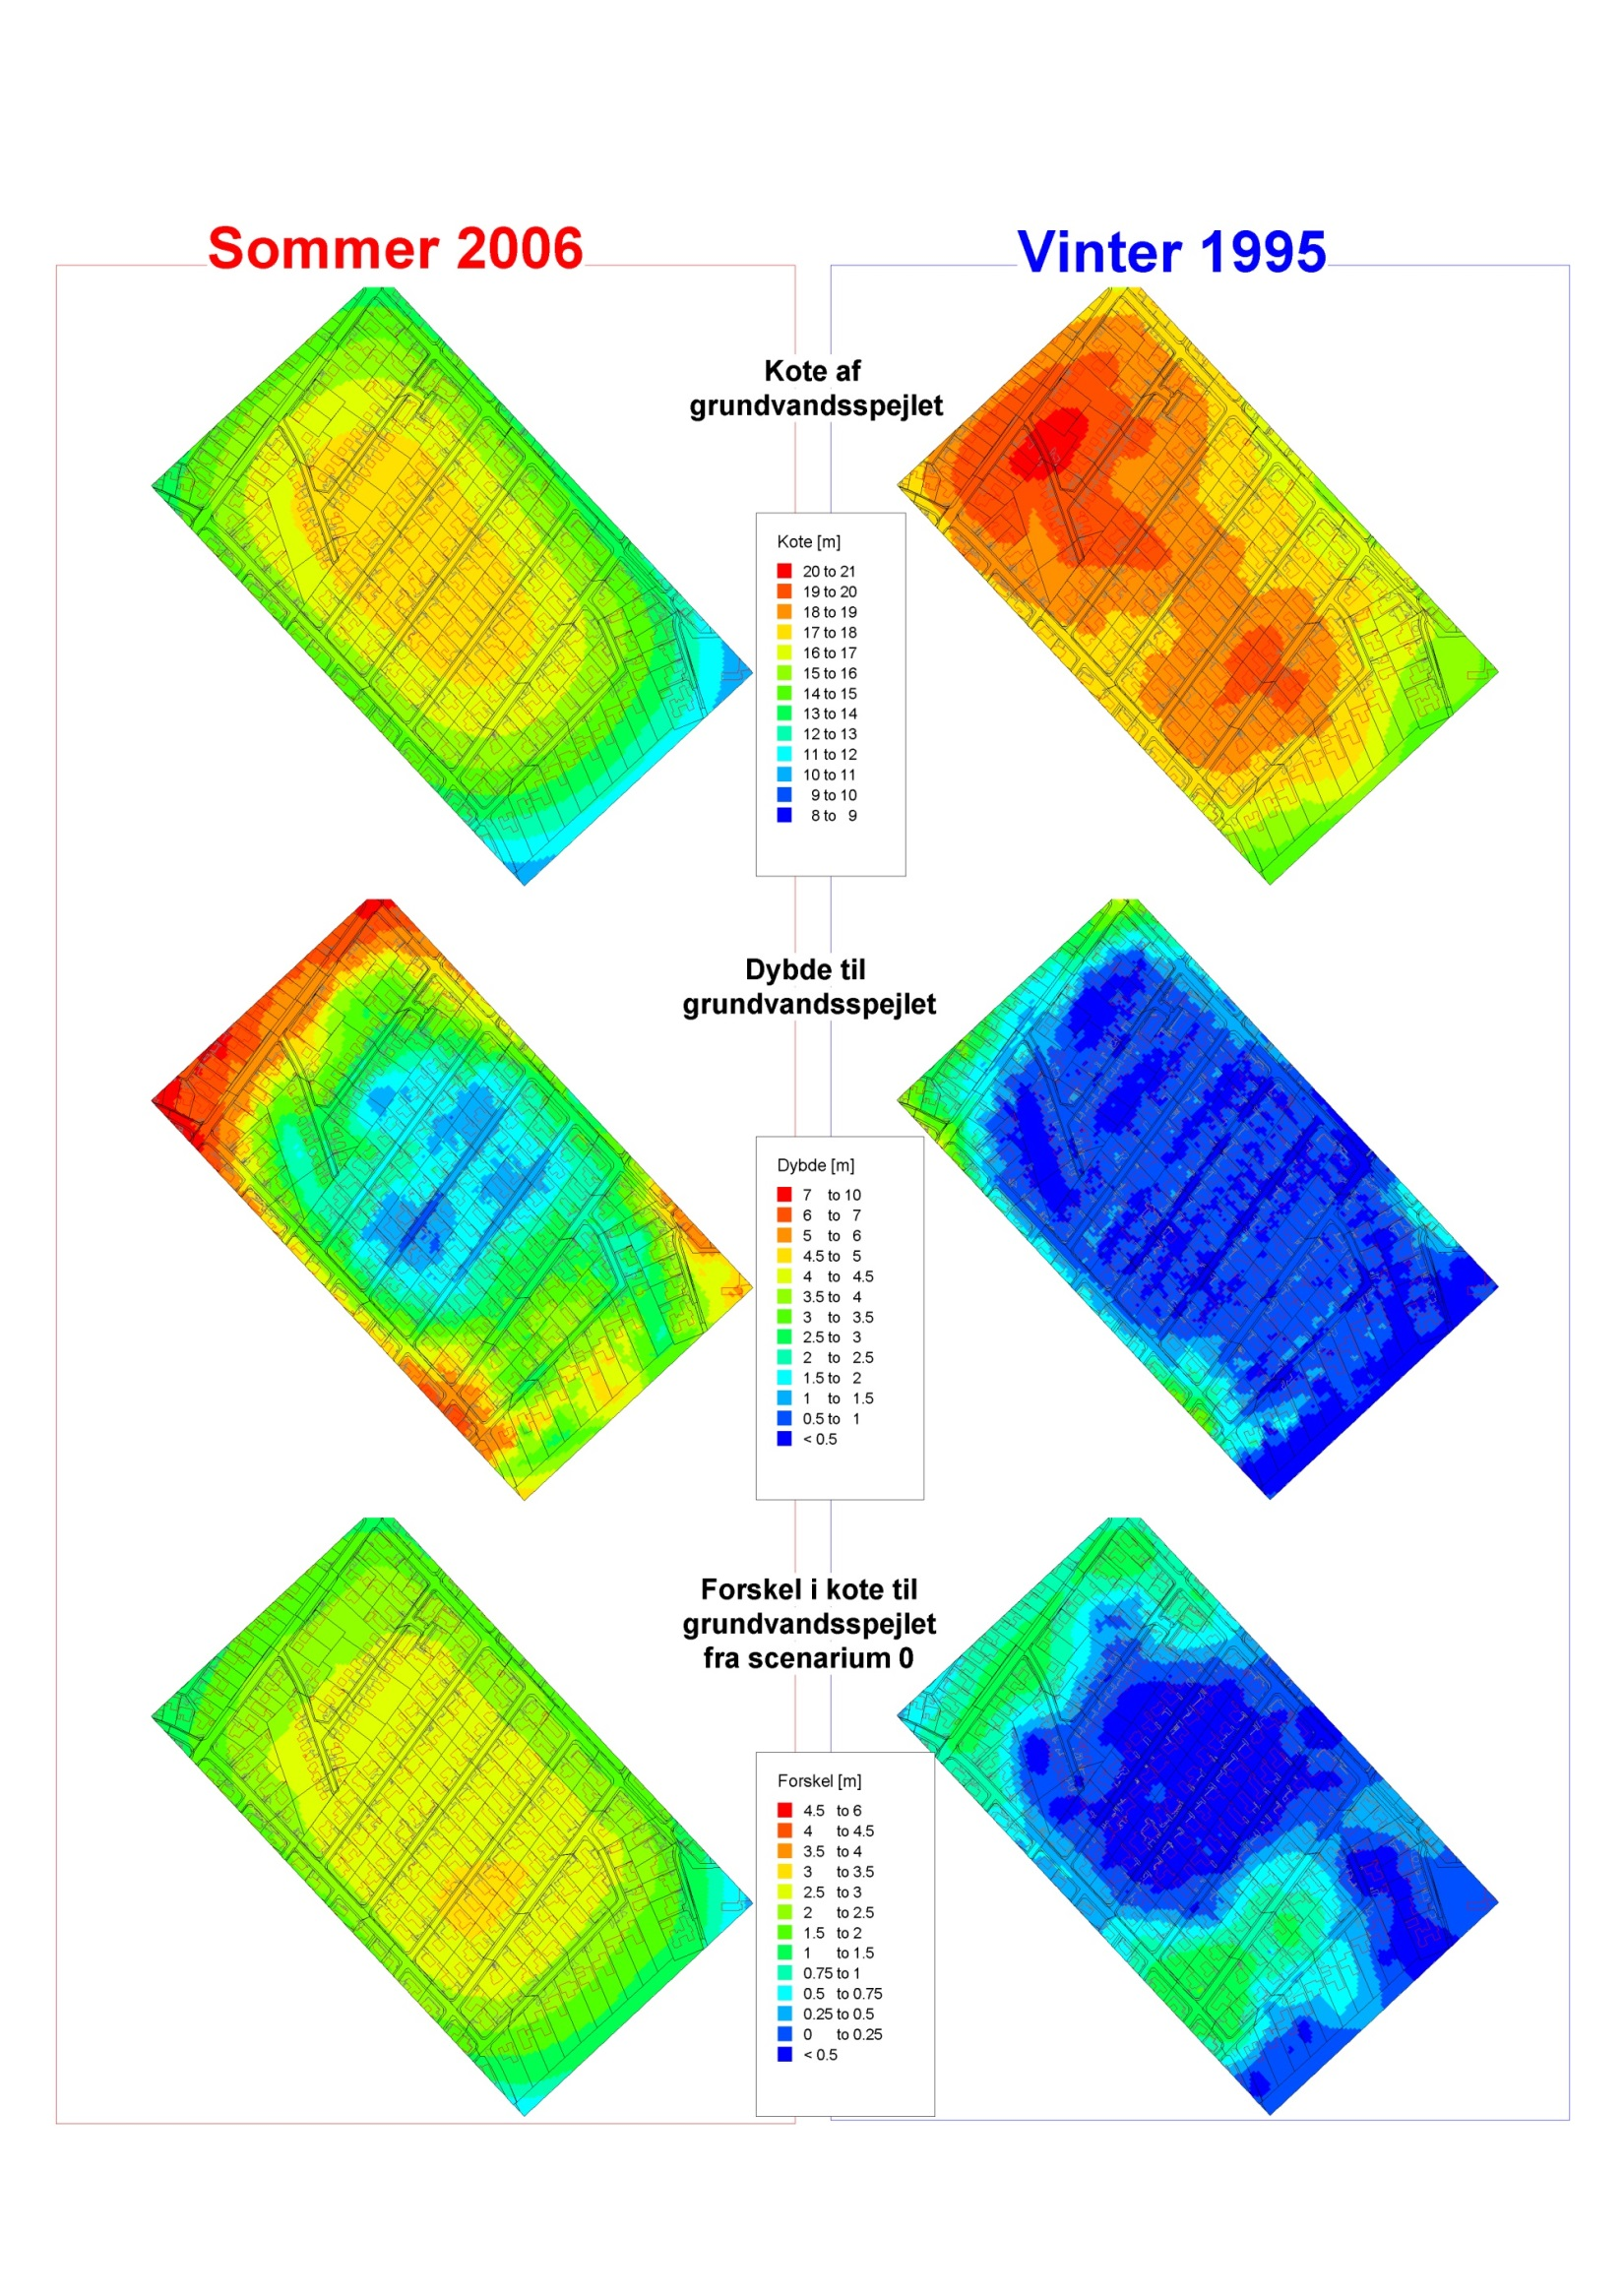 Sommer 2006
Vinter 1995
Kote af
grundvandsspejlet
Kote [m]
20 to 21
19 to 20
18 to 19
17 to 18
16 to 17
15 to 16
14 to 15
13 to 14
12 to 13
11 to 12
10 to 11
9 to 10
8 to 9
Dybde til
grundvandsspejlet
Dybde [m]
7 to 10
6 to 7
5 to 6
4.5 to 5
4 to 4.5
3.5 to 4
3 to 3.5
2.5 to 3
2 to 2.5
1.5 to 2
1 to 1.5
0.5 to 1
< 0.5
Forskel i kote til
grundvandsspejlet
fra scenarium 0
Forskel [m]
4.5 to 6
4 to 4.5
3.5 to 4
3 to 3.5
2.5 to 3
2 to 2.5
1.5 to 2
1 to 1.5
0.75 to 1
0.5 to 0.75
0.25 to 0.5
0 to 0.25
< 0.5